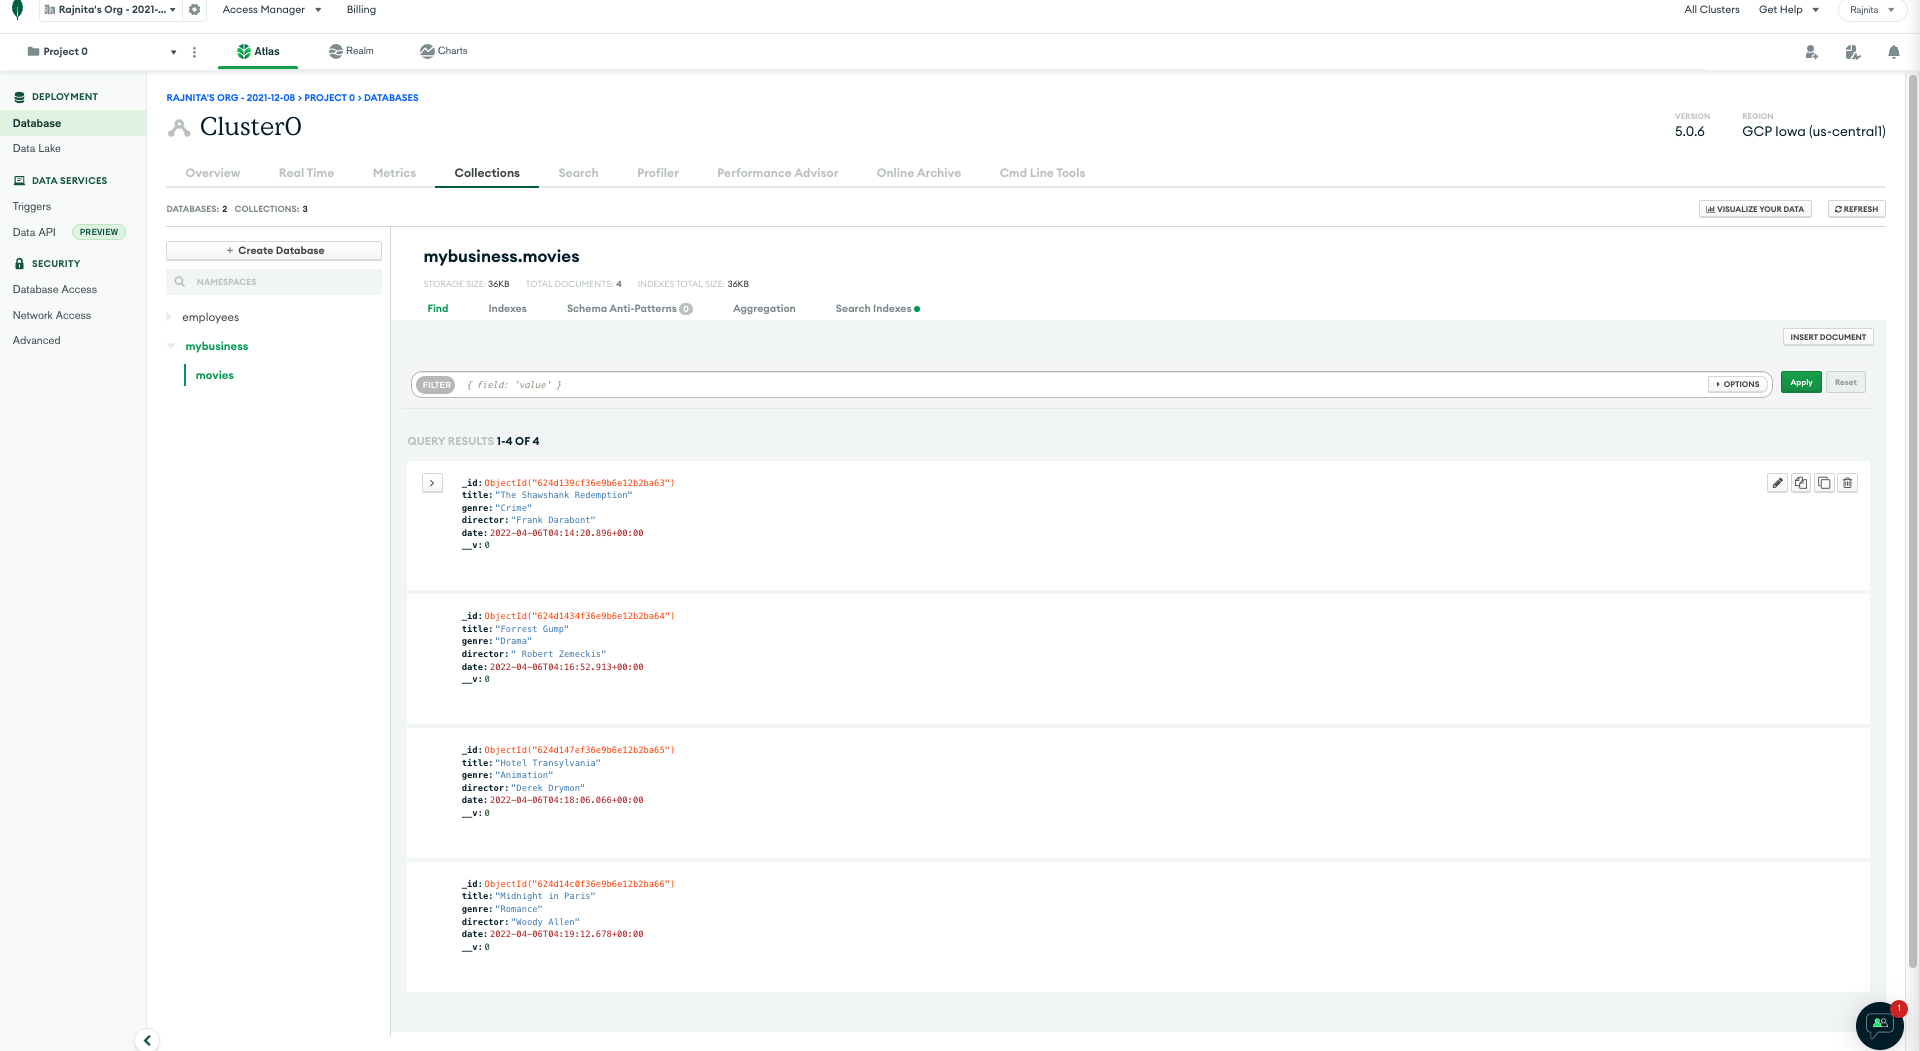 Rajnita's Org - 2021-...
Access Manager
Billing
All Clusters
Get Help
Rajnita
Project 0
Atlas
Realm
Charts
DEPLOYMENT
Database
Data Lake
DATA SERVICES
Triggers
Data API PREVIEW
SECURITY
Database Access
Network Access
Advanced
RAJNITA'S ORG - 2021-12-08 > PROJECT 0 > DATABASES
Cluster0
VERSION
5.0.6
REGION
GCP Iowa (us-central1)
Overview
Real Time
Metrics
Collections
Search
Profiler
Performance Advisor
Online Archive
Cmd Line Tools
DATABASES: 2 COLLECTIONS: 3
VISUALIZE YOUR DATA
REFRESH
+ Create Database
NAMESPACES
employees
mybusiness
movies
mybusiness.movies
STORAGE SIZE: 36KB TOTAL DOCUMENTS: 4 INDEXES TOTAL SIZE: 36KB
Find
Indexes
Schema Anti-Patterns 0
Aggregation
Search Indexes
INSERT DOCUMENT
FILTER { field: 'value' }
OPTIONS
Apply
Reset
QUERY RESULTS 1-4 OF 4
_id: ObjectId("624d139cf36e9b6e12b2ba63")
title: "The Shawshank Redemption"
genre: "Crime"
director: "Frank Darabont"
date: 2022-04-06T04:14:20.896+00:00
__v: 0
_id: ObjectId("624d1434f36e9b6e12b2ba64")
title: "Forrest Gump"
genre: "Drama"
director: " Robert Zemeckis"
date: 2022-04-06T04:16:52.913+00:00
__v: 0
_id: ObjectId("624d147ef36e9b6e12b2ba65")
title: "Hotel Transylvania"
genre: "Animation"
director: "Derek Drymon"
date: 2022-04-06T04:18:06.066+00:00
__v: 0
_id: ObjectId("624d14c0f36e9b6e12b2ba66")
title: "Midnight in Paris"
genre: "Romance"
director: "Woody Allen"
date: 2022-04-06T04:19:12.678+00:00
__v: 0
1